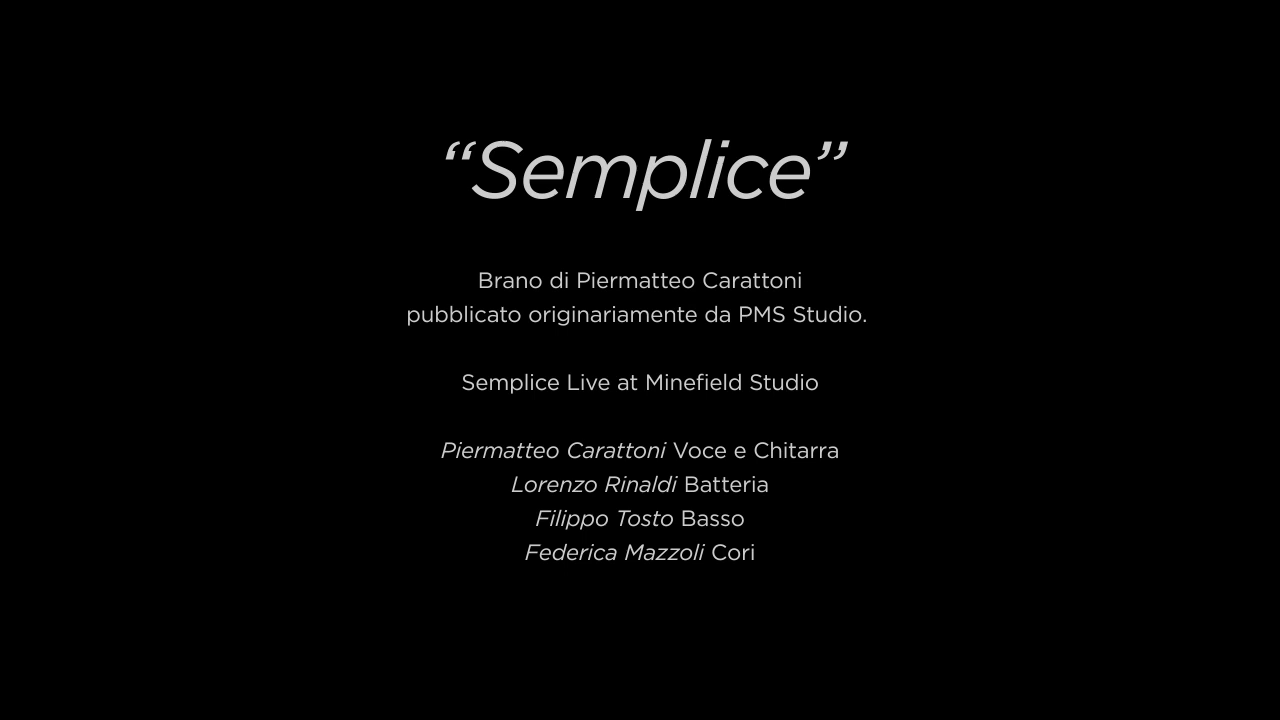 “Semplice”
Brano di Piermatteo Carattoni
pubblicato originariamente da PMS Studio.
Semplice Live at Minefield Studio
Piermatteo Carattoni Voce e Chitarra
Lorenzo Rinaldi Batteria
Filippo Tosto Basso
Federica Mazzoli Cori